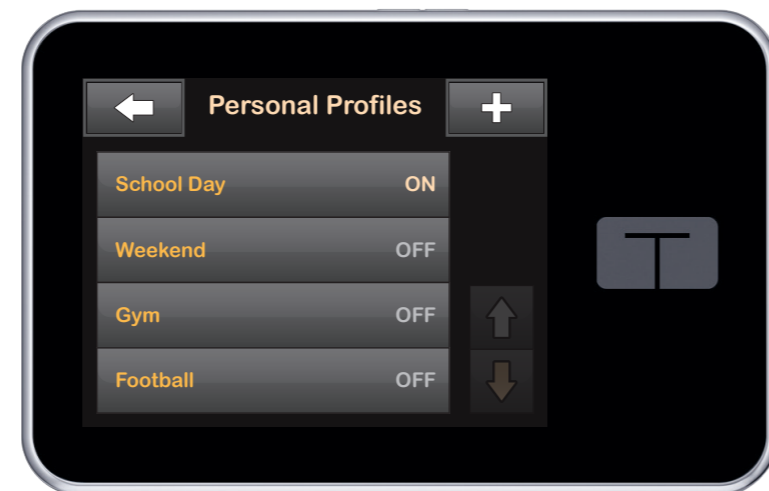 Personal Profiles
School Day ON
Weekend OFF
Gym OFF
Football OFF